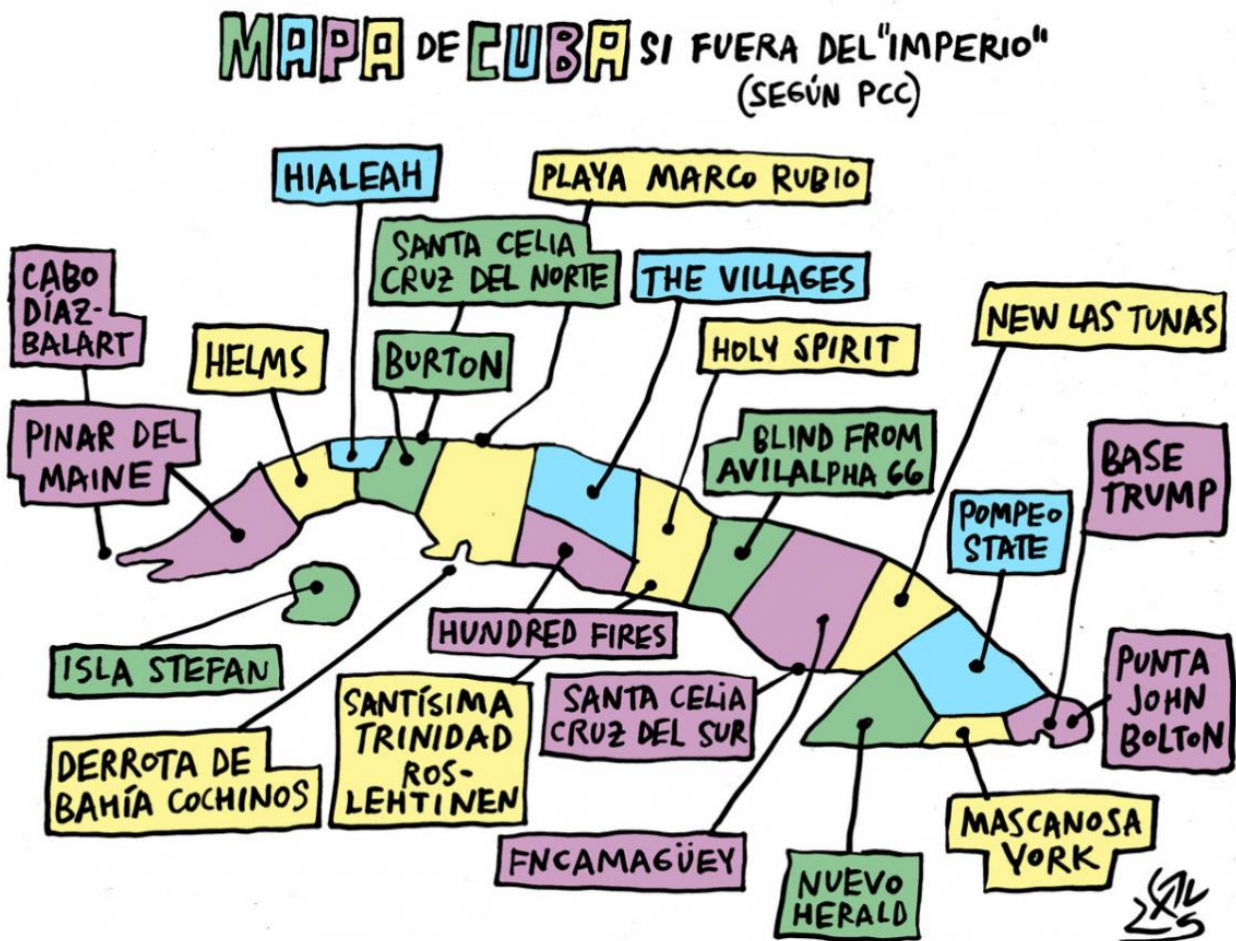 MAPA DE CUBA SI FUERA DEL "IMPERIO"
(SEGÚN PCC)
HIALEAH
PLAYA MARCO RUBIO
CABO
DÍAZ-
BALART
SANTA CELIA
CRUZ DEL NORTE
THE VILLAGES
NEW LAS TUNAS
HELMS
BURTON
HOLY SPIRIT
PINAR DEL
MAINE
BLIND FROM
AVILALPHA 66
BASE
TRUMP
POMPEO
STATE
ISLA STEFAN
HUNDRED FIRES
PUNTA
JOHN
BOLTON
DERROTA DE
BAHÍA COCHINOS
SANTÍSIMA
TRINIDAD
ROS-
LEHTINEN
SANTA CELIA
CRUZ DEL SUR
FNCAMAGÜEY
NUEVO
HERALD
MASCANOSA
YORK